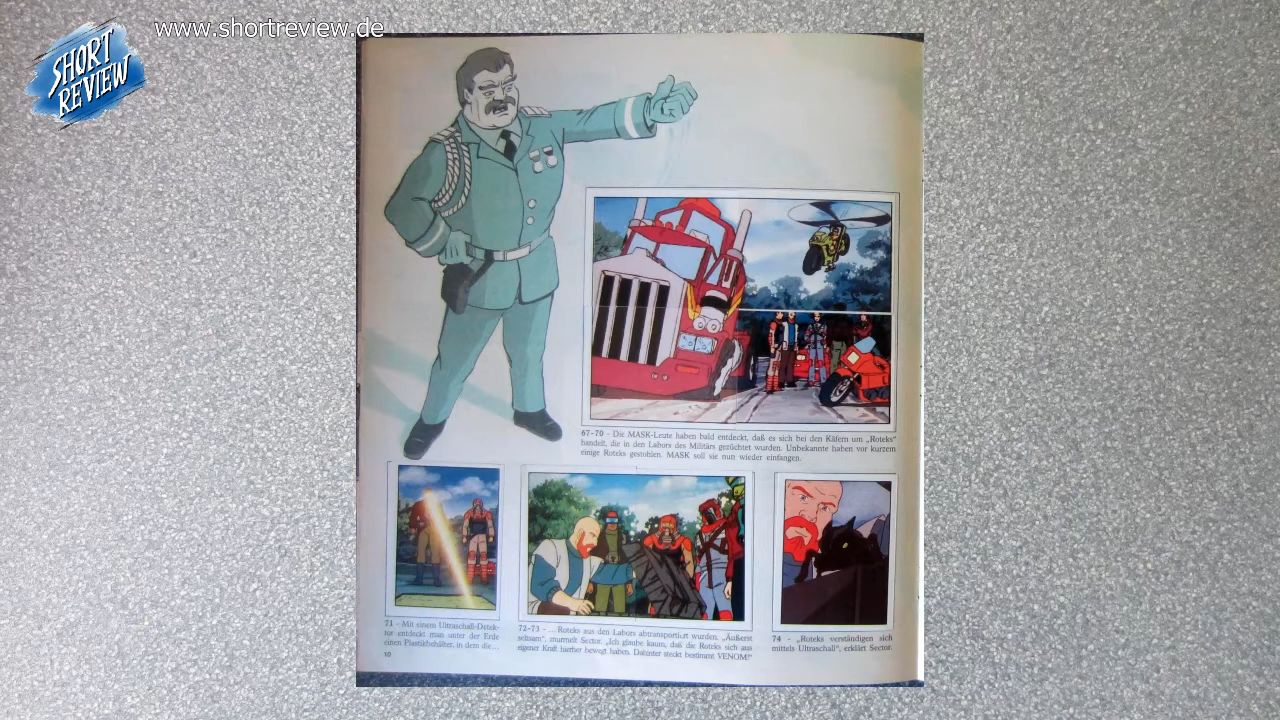 www.shortreview.de
SHORT
REVIEW
67-70 - Die MASK-Leute haben bald entdeckt, daß es sich bei den Käfern um „Roteks“
handelt, die in den Labors des Militärs gezüchtet wurden. Unbekannte haben vor kurzem
einige Roteks gestohlen. MASK soll sie nun wieder einfangen.
71 - Mit einem Ultraschall-Detek-
tor entdeckt man unter der Erde
einen Plastikbehälter, in dem die...
72-73 - ... Roteks aus den Labors abtransportiert wurden. „Äußerst
seltsam“, murmelt Sector. „Ich glaube kaum, daß die Roteks sich aus
eigener Kraft hierher bewegt haben. Dahinter steckt bestimmt VENOM!“
74 - „Roteks verständigen sich
mittels Ultraschall“, erklärt Sector.
10